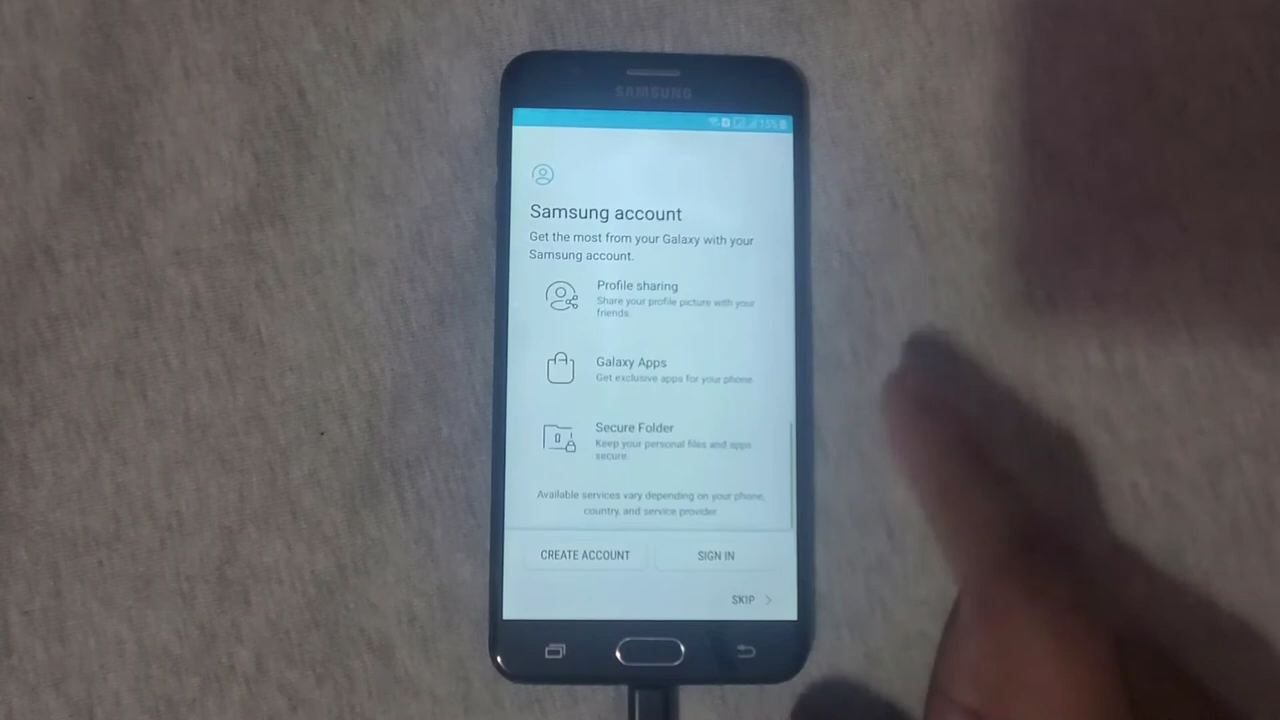 SAMSUNG
15%
Samsung account
Get the most from your Galaxy with your
Samsung account.
Profile sharing
Share your profile picture with your
friends.
Galaxy Apps
Get exclusive apps for your phone.
Secure Folder
Keep your personal files and apps
secure.
Available services vary depending on your phone,
country, and service provider
CREATE ACCOUNT
SIGN IN
SKIP